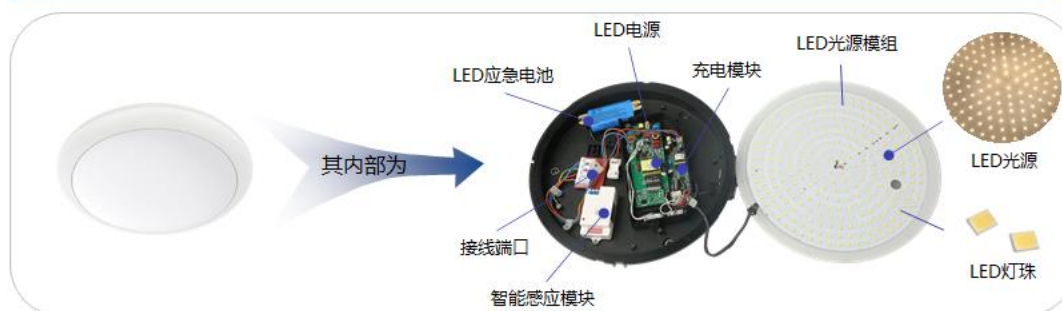 LED电源
LED光源模组
LED应急电池
充电模块
其内部为
LED光源
接线端口
LED灯珠
智能感应模块